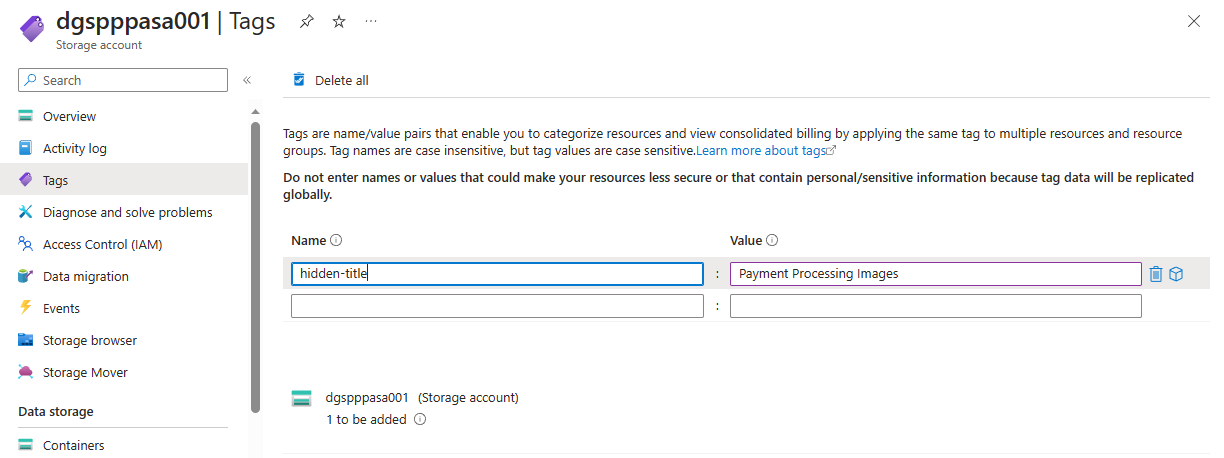 dgspppasa001 | Tags
Storage account
Search
Delete all
Overview
Activity log
Tags
Diagnose and solve problems
Access Control (IAM)
Data migration
Events
Storage browser
Storage Mover
Data storage
Containers
Tags are name/value pairs that enable you to categorize resources and view consolidated billing by applying the same tag to multiple resources and resource
groups. Tag names are case insensitive, but tag values are case sensitive.Learn more about tags
Do not enter names or values that could make your resources less secure or that contain personal/sensitive information because tag data will be replicated
globally.
Name Value
hidden-title : Payment Processing Images
:
dgspppasa001 (Storage account)
1 to be added